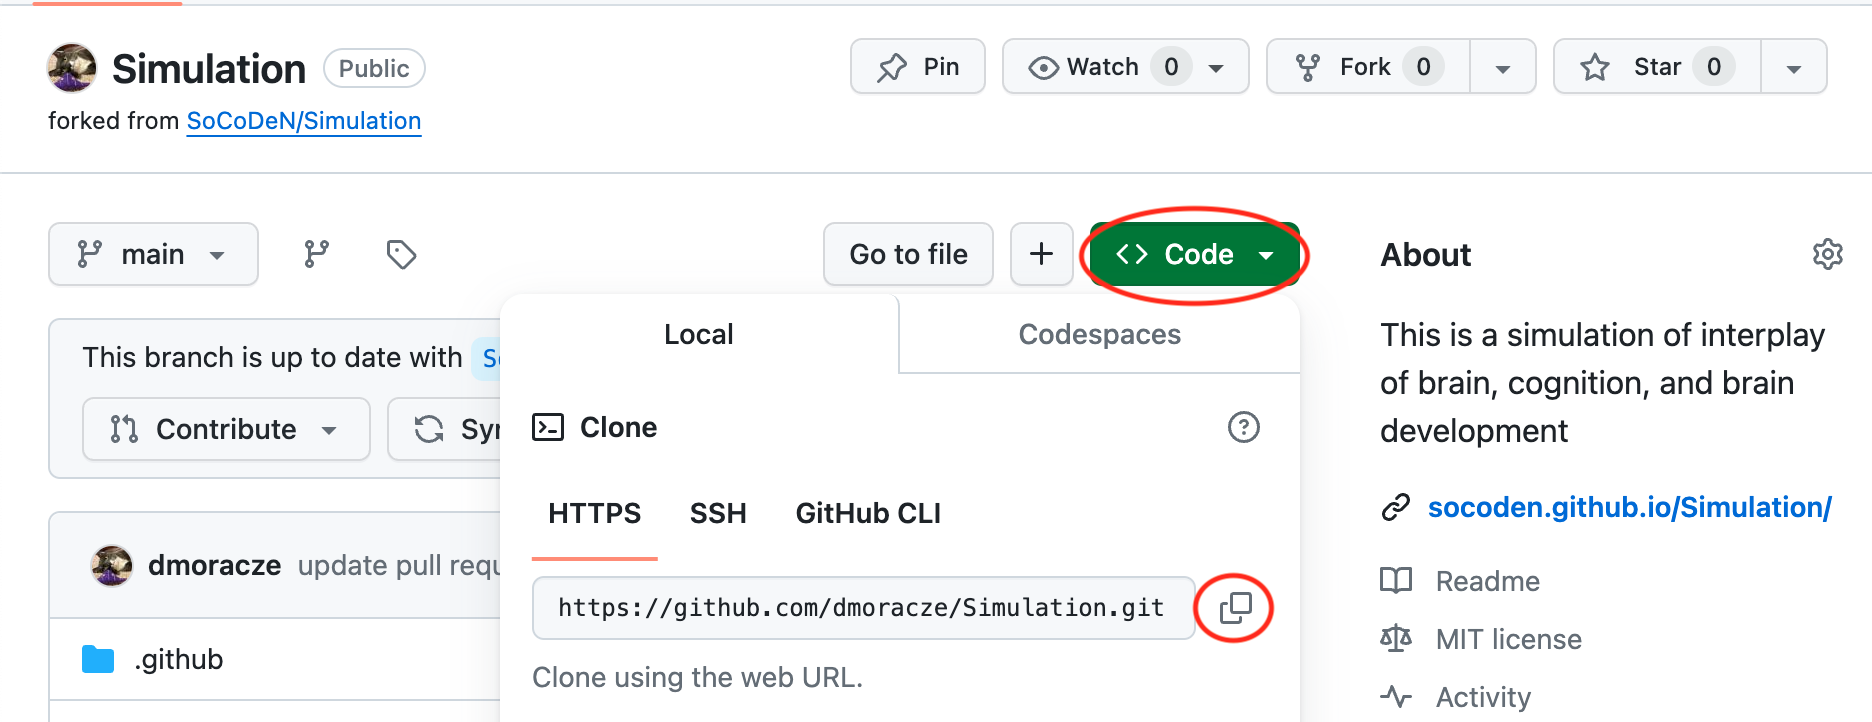 Simulation Public
Pin
Watch 0
Fork 0
Star 0
forked from SoCoDeN/Simulation
main
Go to file
+
<> Code
About
This is a simulation of interplay
of brain, cognition, and brain
development
socoden.github.io/Simulation/
Readme
MIT license
Activity
This branch is up to date with
Contribute
Local
Codespaces
Clone
HTTPS
SSH
GitHub CLI
https://github.com/dmoracze/Simulation.git
Clone using the web URL.
dmoracze update pull
.github